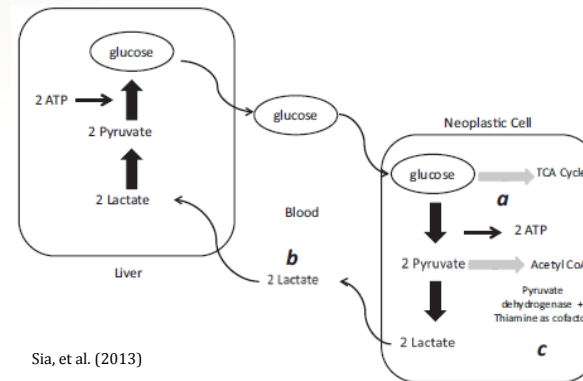 glucose
2 ATP
2 Pyruvate
2 Lactate
Liver
glucose
Blood
b
2 Lactate
Neoplastic Cell
glucose
TCA Cycle
a
2 ATP
2 Pyruvate
Acetyl CoA
Pyruvate
dehydrogenase +
Thiamine as cofacto
2 Lactate
c
Sia, et al. (2013)